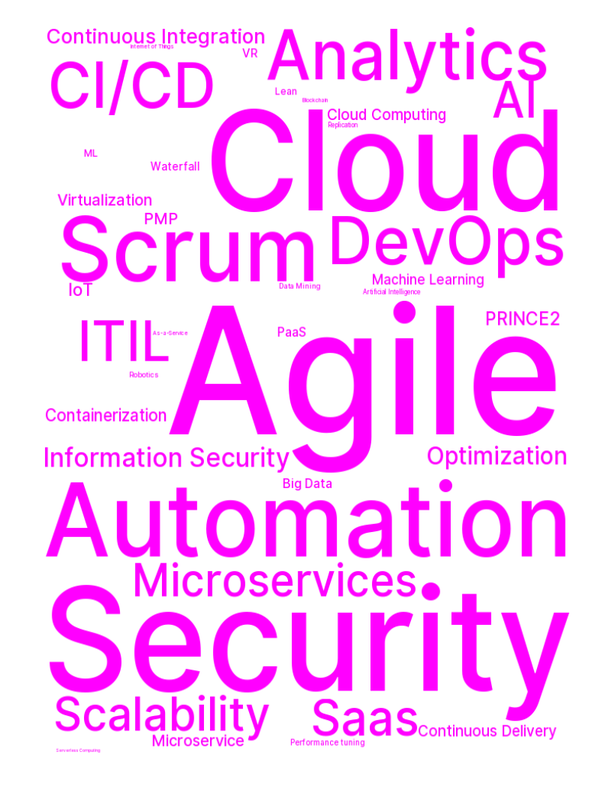 Continuous Integration
Internet of Things
VR
Analytics
CI/CD
Lean
AI
Blockchain
Cloud Computing
Replication
Cloud
ML
Waterfall
Virtualization
PMP
Scrum
DevOps
Machine Learning
IoT
Data Mining
Artificial Intelligence
PRINCE2
ITIL
As-a-Service
PaaS
Agile
Robotics
Containerization
Information Security
Optimization
Big Data
Automation
Microservices
Security
Scalability
Saas
Continuous Delivery
Microservice
Performance tuning
Serverless Computing